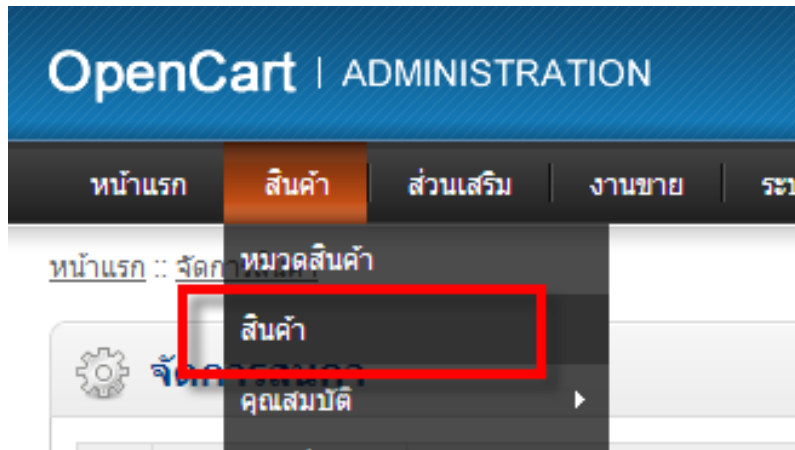 OpenCart | ADMINISTRATION
หน้าแรก สินค้า ส่วนเสริม งานขาย
หน้าแรก ::
หมวดสินค้า
สินค้า
คุณสมบัติ